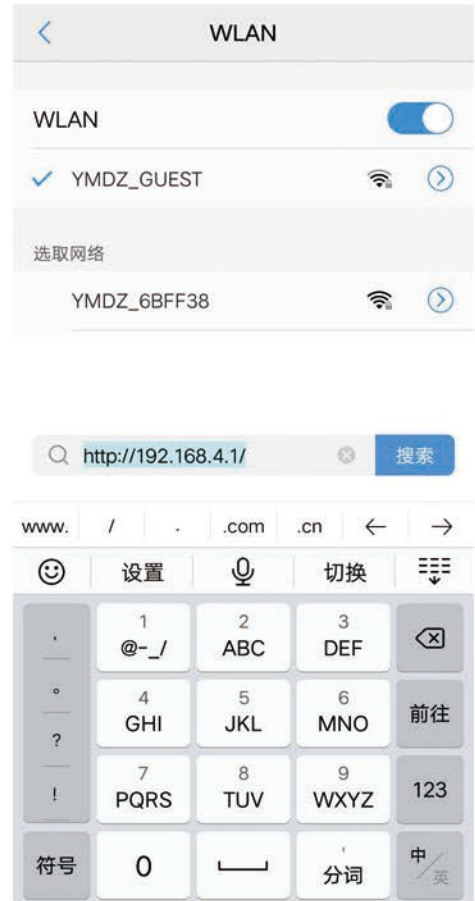 WLAN
WLAN
YMDZ_GUEST
选取网络
YMDZ_6BFF38
http://192.168.4.1/ 搜索
www. / . .com .cn ← →
设置 切换
, 1 2 3
@-_/ ABC DEF
。 4 5 6 前往
GHI JKL MNO
? 7 8 9 123
! PQRS TUV WXYZ
符号 0 ' 中/英
分词